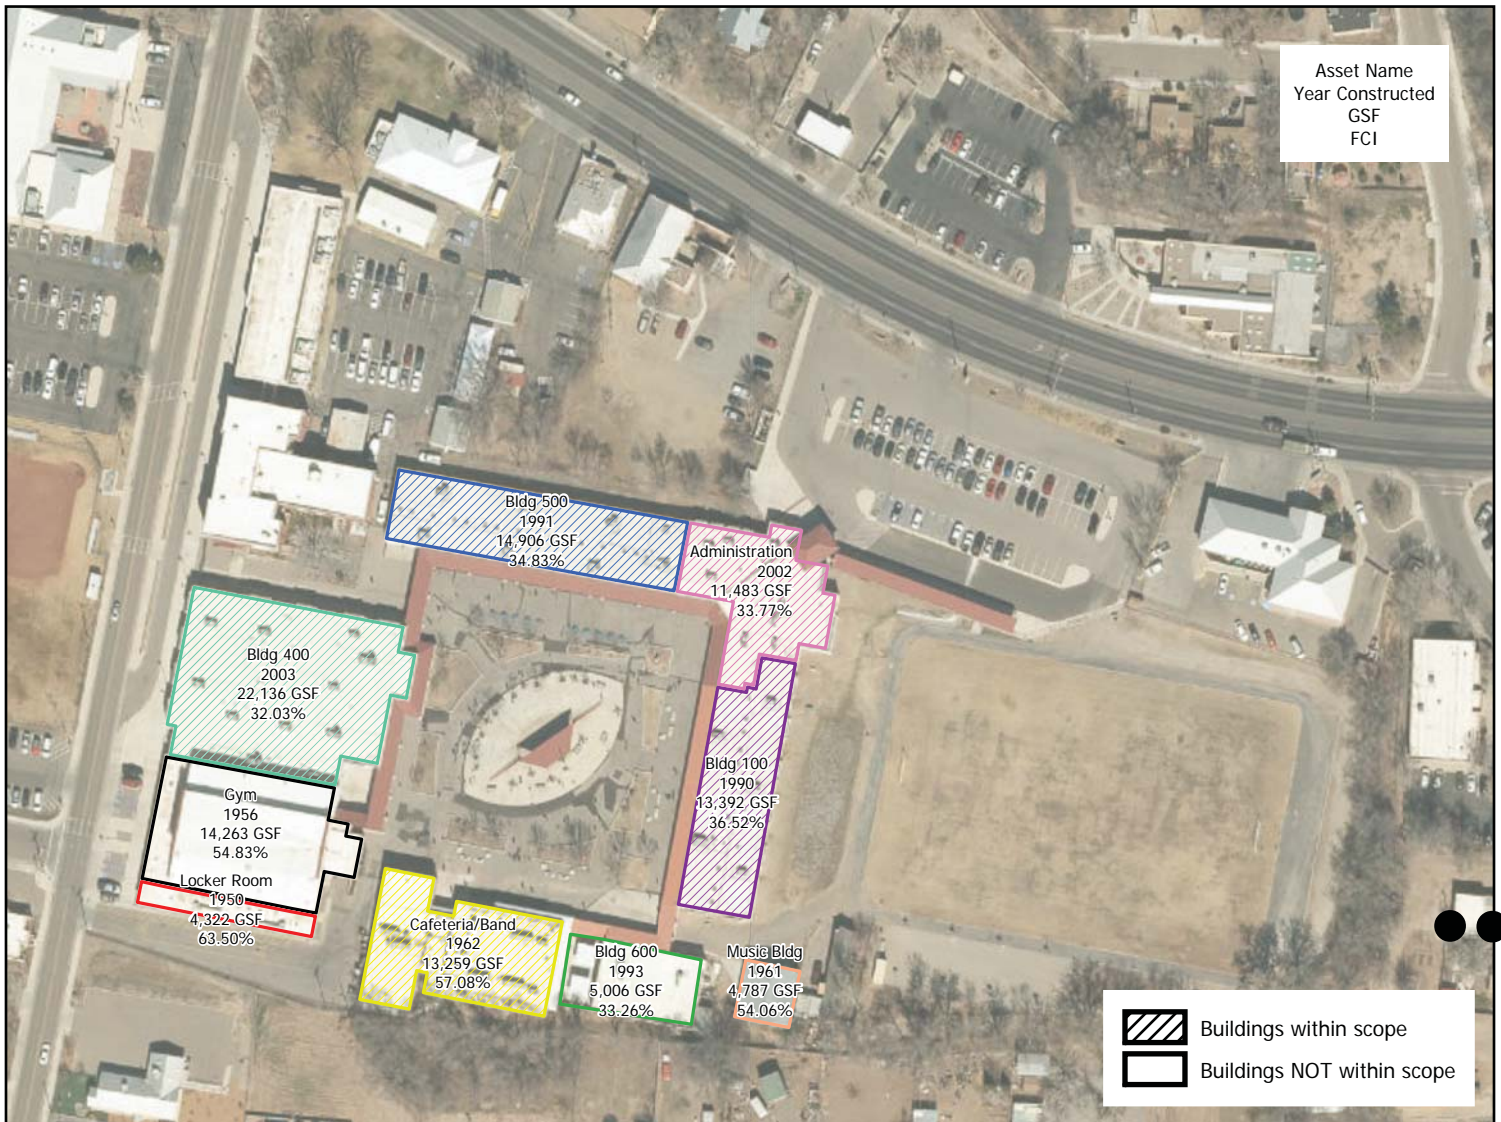 Asset Name
Year Constructed
GSF
FCI
Bldg 500
1991
14,906 GSF
34.83%
Administration
2002
11,483 GSF
33.77%
Bldg 400
2003
22,136 GSF
32.03%
Bldg 100
1990
13,392 GSF
36.52%
Gym
1956
14,263 GSF
54.83%
Locker Room
1950
4,322 GSF
63.50%
Cafeteria/Band
1962
13,259 GSF
57.08%
Bldg 600
1993
5,006 GSF
33.26%
Music Bldg
1961
4,787 GSF
54.06%
Buildings within scope
Buildings NOT within scope